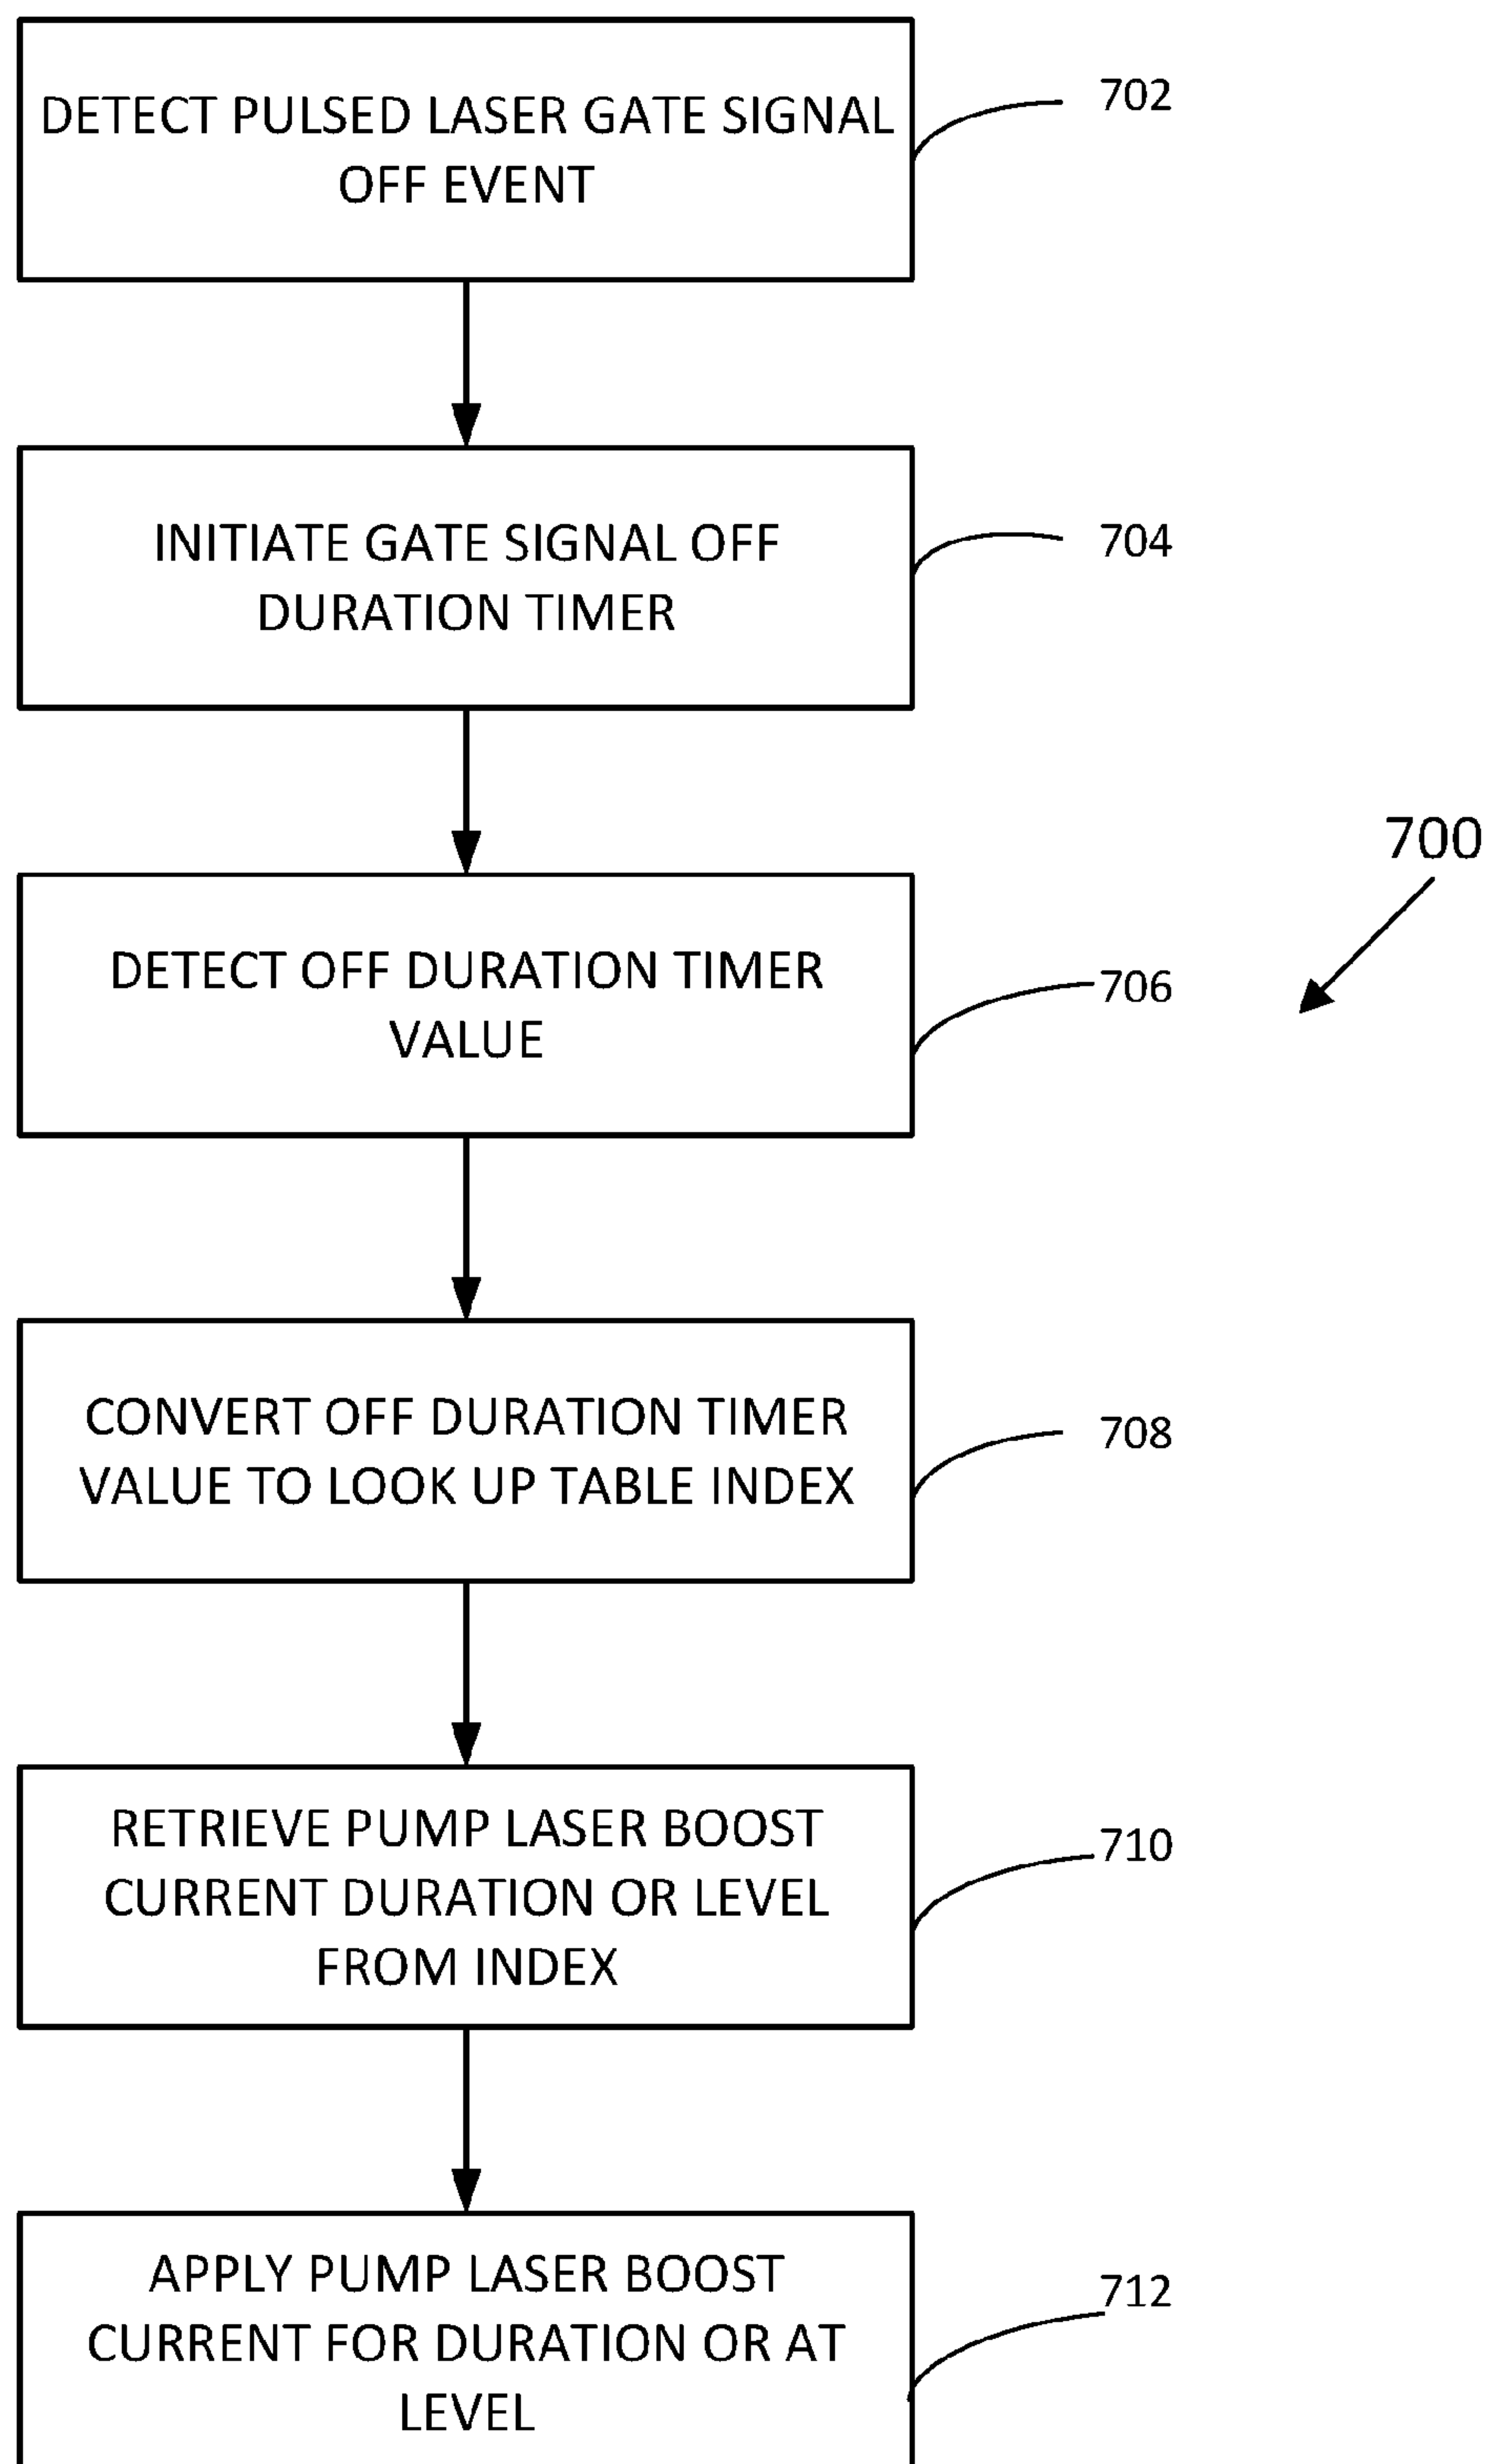 DETECT PULSED LASER GATE SIGNAL
OFF EVENT
702
INITIATE GATE SIGNAL OFF
DURATION TIMER
704
700
DETECT OFF DURATION TIMER
VALUE
706
CONVERT OFF DURATION TIMER
VALUE TO LOOK UP TABLE INDEX
708
RETRIEVE PUMP LASER BOOST
CURRENT DURATION OR LEVEL
FROM INDEX
710
APPLY PUMP LASER BOOST
CURRENT FOR DURATION OR AT
LEVEL
712